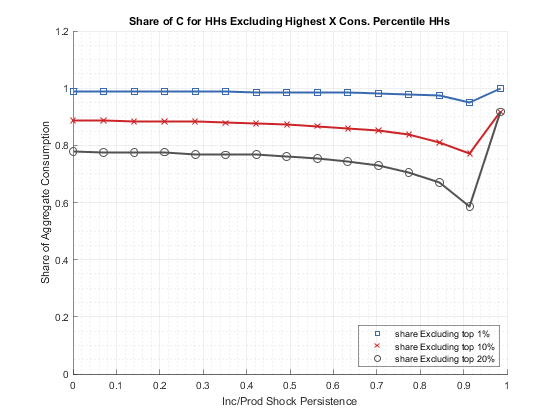 Share of C for HHs Excluding Highest X Cons. Percentile HHs
1.2
1
0.8
0.6
0.4
0.2
0
Share of Aggregate Consumption
share Excluding top 1%
share Excluding top 10%
share Excluding top 20%
0 0.1 0.2 0.3 0.4 0.5 0.6 0.7 0.8 0.9 1
Inc/Prod Shock Persistence